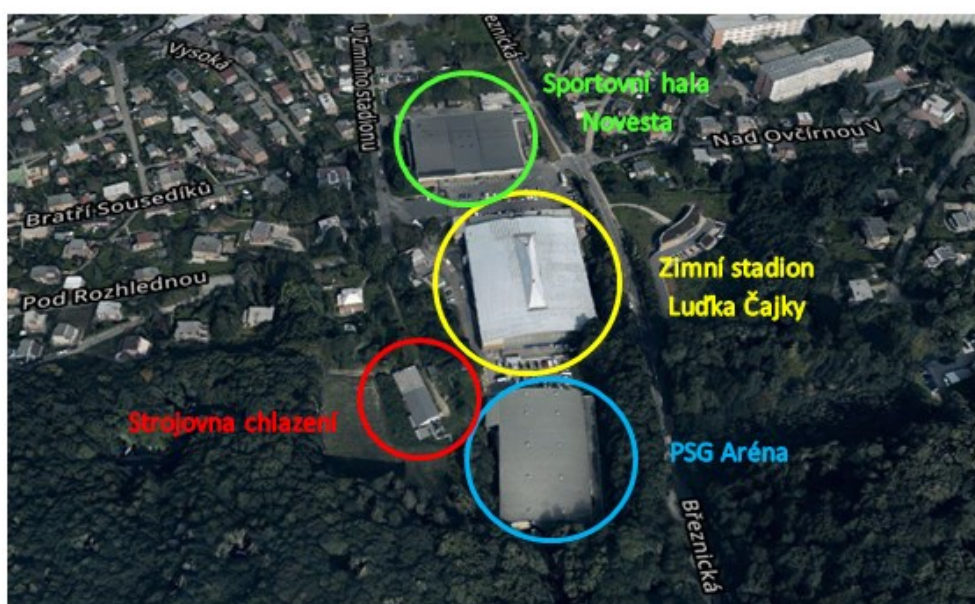 Vysoká
U Zimního stadionu
eznická
Sportovní hala
Novesta
Nad Ovčírnou V
Bratří Sousedíků
Zimní stadion
Luďka Čajky
Pod Rozhlednou
Strojovna chlazení
PSG Aréna
Březnická